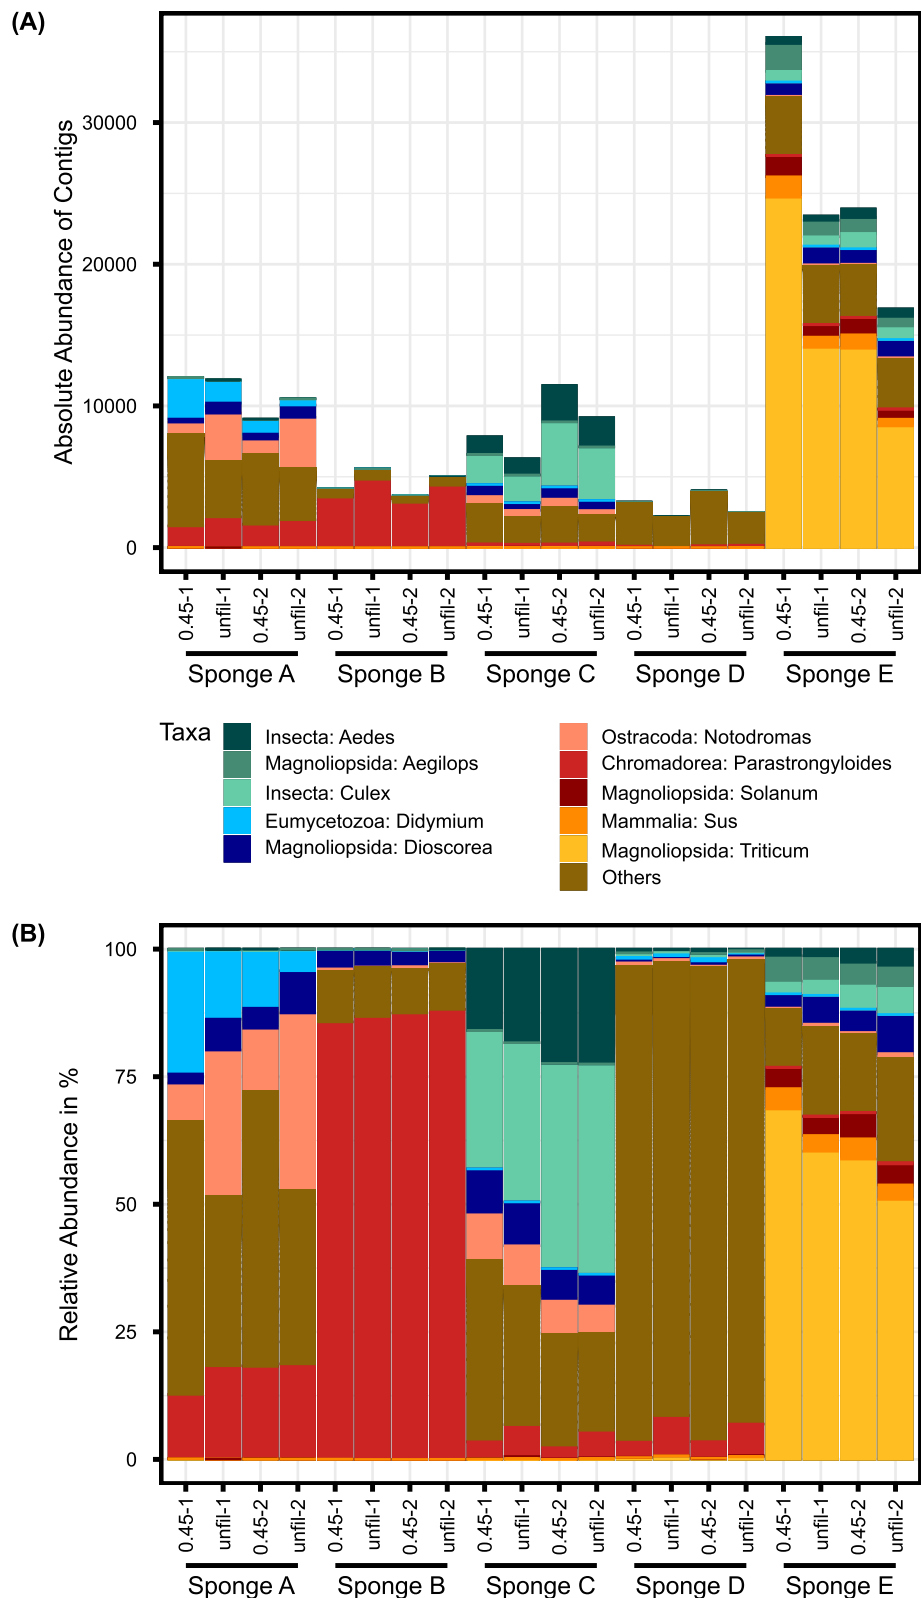 (A)
Absolute Abundance of Contigs
30000
20000
10000
0
0.45-1 unfil-1 0.45-2 unfil-2 0.45-1 unfil-1 0.45-2 unfil-2 0.45-1 unfil-1 0.45-2 unfil-2 0.45-1 unfil-1 0.45-2 unfil-2 0.45-1 unfil-1 0.45-2 unfil-2
Sponge A Sponge B Sponge C Sponge D Sponge E
Taxa
Insecta: Aedes
Magnoliopsida: Aegilops
Insecta: Culex
Eumycetozoa: Didymium
Magnoliopsida: Dioscorea
Ostracoda: Notodromas
Chromadorea: Parastrongyloides
Magnoliopsida: Solanum
Mammalia: Sus
Magnoliopsida: Triticum
Others
(B)
Relative Abundance in %
100
75
50
25
0
0.45-1 unfil-1 0.45-2 unfil-2 0.45-1 unfil-1 0.45-2 unfil-2 0.45-1 unfil-1 0.45-2 unfil-2 0.45-1 unfil-1 0.45-2 unfil-2 0.45-1 unfil-1 0.45-2 unfil-2
Sponge A Sponge B Sponge C Sponge D Sponge E